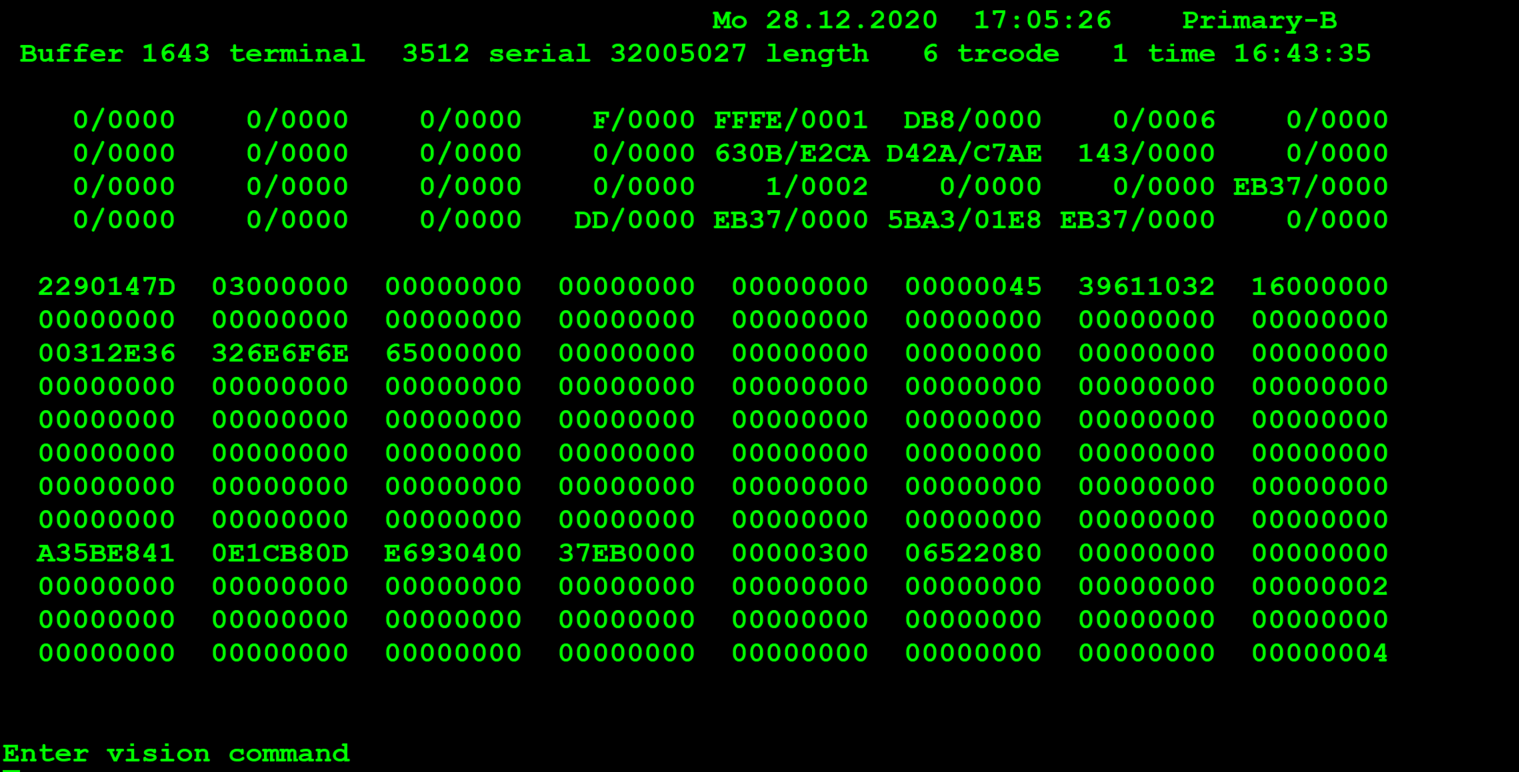 Mo 28.12.2020 17:05:26 Primary-B
Buffer 1643 terminal 3512 serial 32005027 length 6 trcode 1 time 16:43:35
0/0000 0/0000 0/0000 F/0000 FFFE/0001 DB8/0000 0/0006 0/0000
0/0000 0/0000 0/0000 0/0000 630B/E2CA D42A/C7AE 143/0000 0/0000
0/0000 0/0000 0/0000 0/0000 1/0002 0/0000 0/0000 EB37/0000
0/0000 0/0000 0/0000 DD/0000 EB37/0000 5BA3/01E8 EB37/0000 0/0000
2290147D 03000000 00000000 00000000 00000000 00000045 39611032 16000000
00000000 00000000 00000000 00000000 00000000 00000000 00000000 00000000
00312E36 326E6F6E 65000000 00000000 00000000 00000000 00000000 00000000
00000000 00000000 00000000 00000000 00000000 00000000 00000000 00000000
00000000 00000000 00000000 00000000 00000000 00000000 00000000 00000000
00000000 00000000 00000000 00000000 00000000 00000000 00000000 00000000
00000000 00000000 00000000 00000000 00000000 00000000 00000000 00000000
00000000 00000000 00000000 00000000 00000000 00000000 00000000 00000000
A35BE841 0E1CB80D E6930400 37EB0000 00000300 06522080 00000000 00000000
00000000 00000000 00000000 00000000 00000000 00000000 00000000 00000002
00000000 00000000 00000000 00000000 00000000 00000000 00000000 00000000
00000000 00000000 00000000 00000000 00000000 00000000 00000000 00000004
Enter vision command